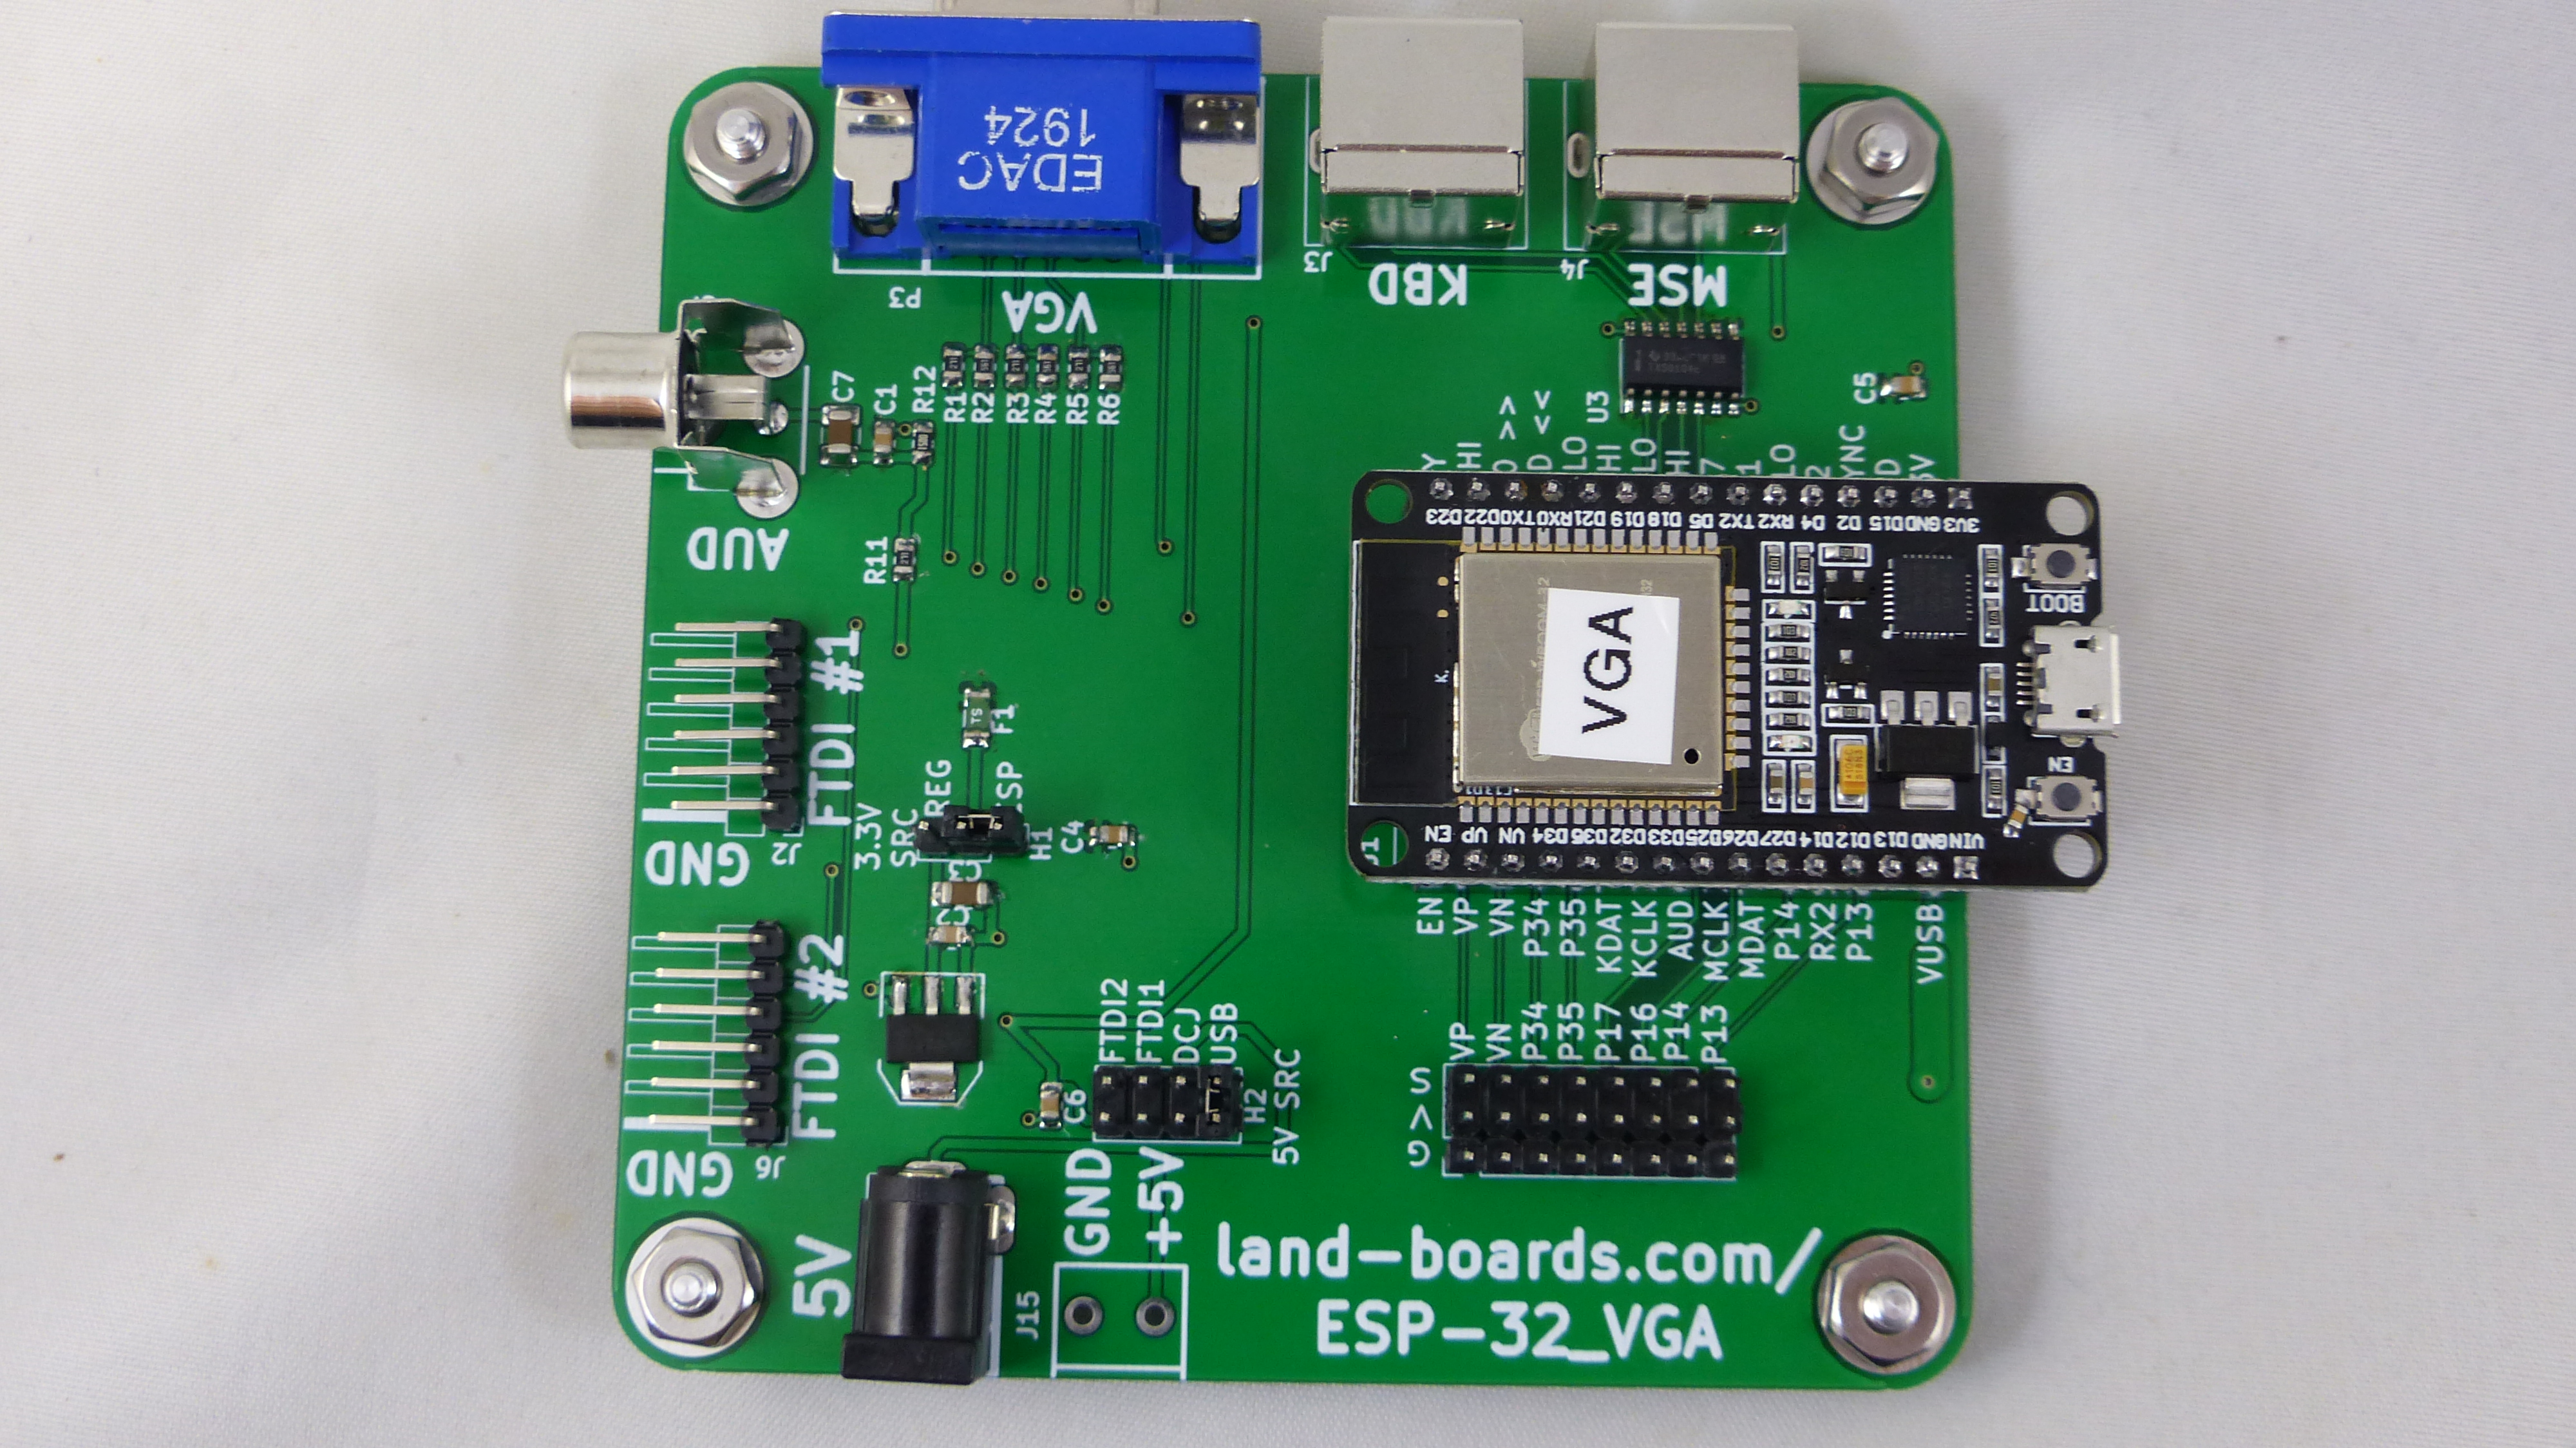 EDAC
1924
P3
VGA
J3
KBD
J4
MSE
AUD
C7
C1
R12
R1
R2
R3
R4
R5
R6
R11
U3
C5
LO
HI
LO
D23
D22
TX0
RX0
D21
D19
D18
D5
TX2
RX2
D4
D2
D15
GND
3V3
BOOT
EN
VGA
J1
EN
VP
VN
D34
D35
D32
D33
D25
D26
D27
D14
D12
D13
GND
VIN
FTDI #1
GND
J2
F1
3.3V
SRC
REG
H1
C4
FTDI #2
GND
J6
EN
VP
VN
P34
P35
KDAT
KCLK
AUD
MCLK
MDAT
P14
RX2
P13
VUSB
VP
VN
P34
P35
P17
P16
P14
P13
S
V
G
FTDI2
FTDI1
DCJ
USB
H2
5V SRC
C6
5V
GND
+5V
J15
land-boards.com/
ESP-32_VGA